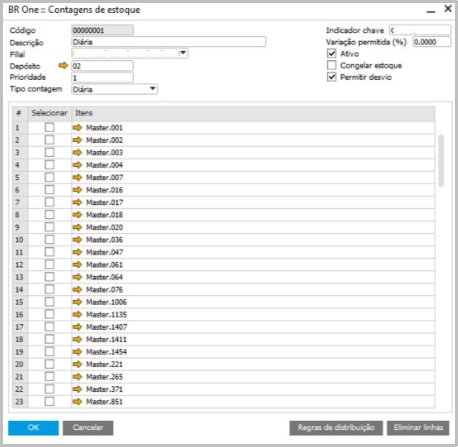 BR One :: Contagens de estoque
Código 00000001 Indicador chave
Descrição Diária Variação permitida (%) 0,0000
Filial Ativo
Depósito 02 Congelar estoque
Prioridade 1 Permitir desvio
Tipo contagem Diária
# Selecionar Itens
1 Master.001
2 Master.002
3 Master.003
4 Master.004
5 Master.007
6 Master.016
7 Master.017
8 Master.018
9 Master.020
10 Master.036
11 Master.047
12 Master.061
13 Master.064
14 Master.076
15 Master.1006
16 Master.1135
17 Master.1407
18 Master.1411
19 Master.1454
20 Master.221
21 Master.265
22 Master.371
23 Master.851
OK Cancelar Regras de distribuição Eliminar linhas